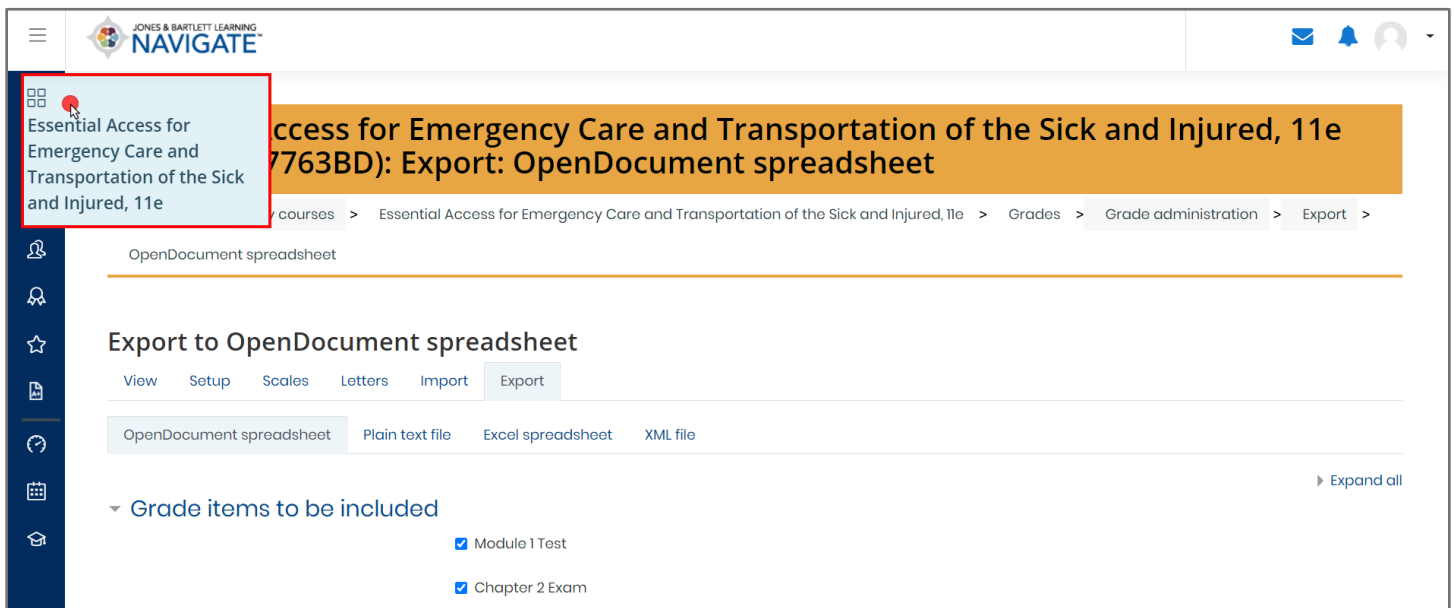 JONES & BARTLETT LEARNING
NAVIGATE™
Essential Access for
Emergency Care and
Transportation of the Sick
and Injured, 11e
ccess for Emergency Care and Transportation of the Sick and Injured, 11e
7763BD): Export: OpenDocument spreadsheet
courses > Essential Access for Emergency Care and Transportation of the Sick and Injured, 11e > Grades > Grade administration > Export >
OpenDocument spreadsheet
Export to OpenDocument spreadsheet
View Setup Scales Letters Import Export
OpenDocument spreadsheet Plain text file Excel spreadsheet XML file
Expand all
Grade items to be included
Module 1 Test
Chapter 2 Exam